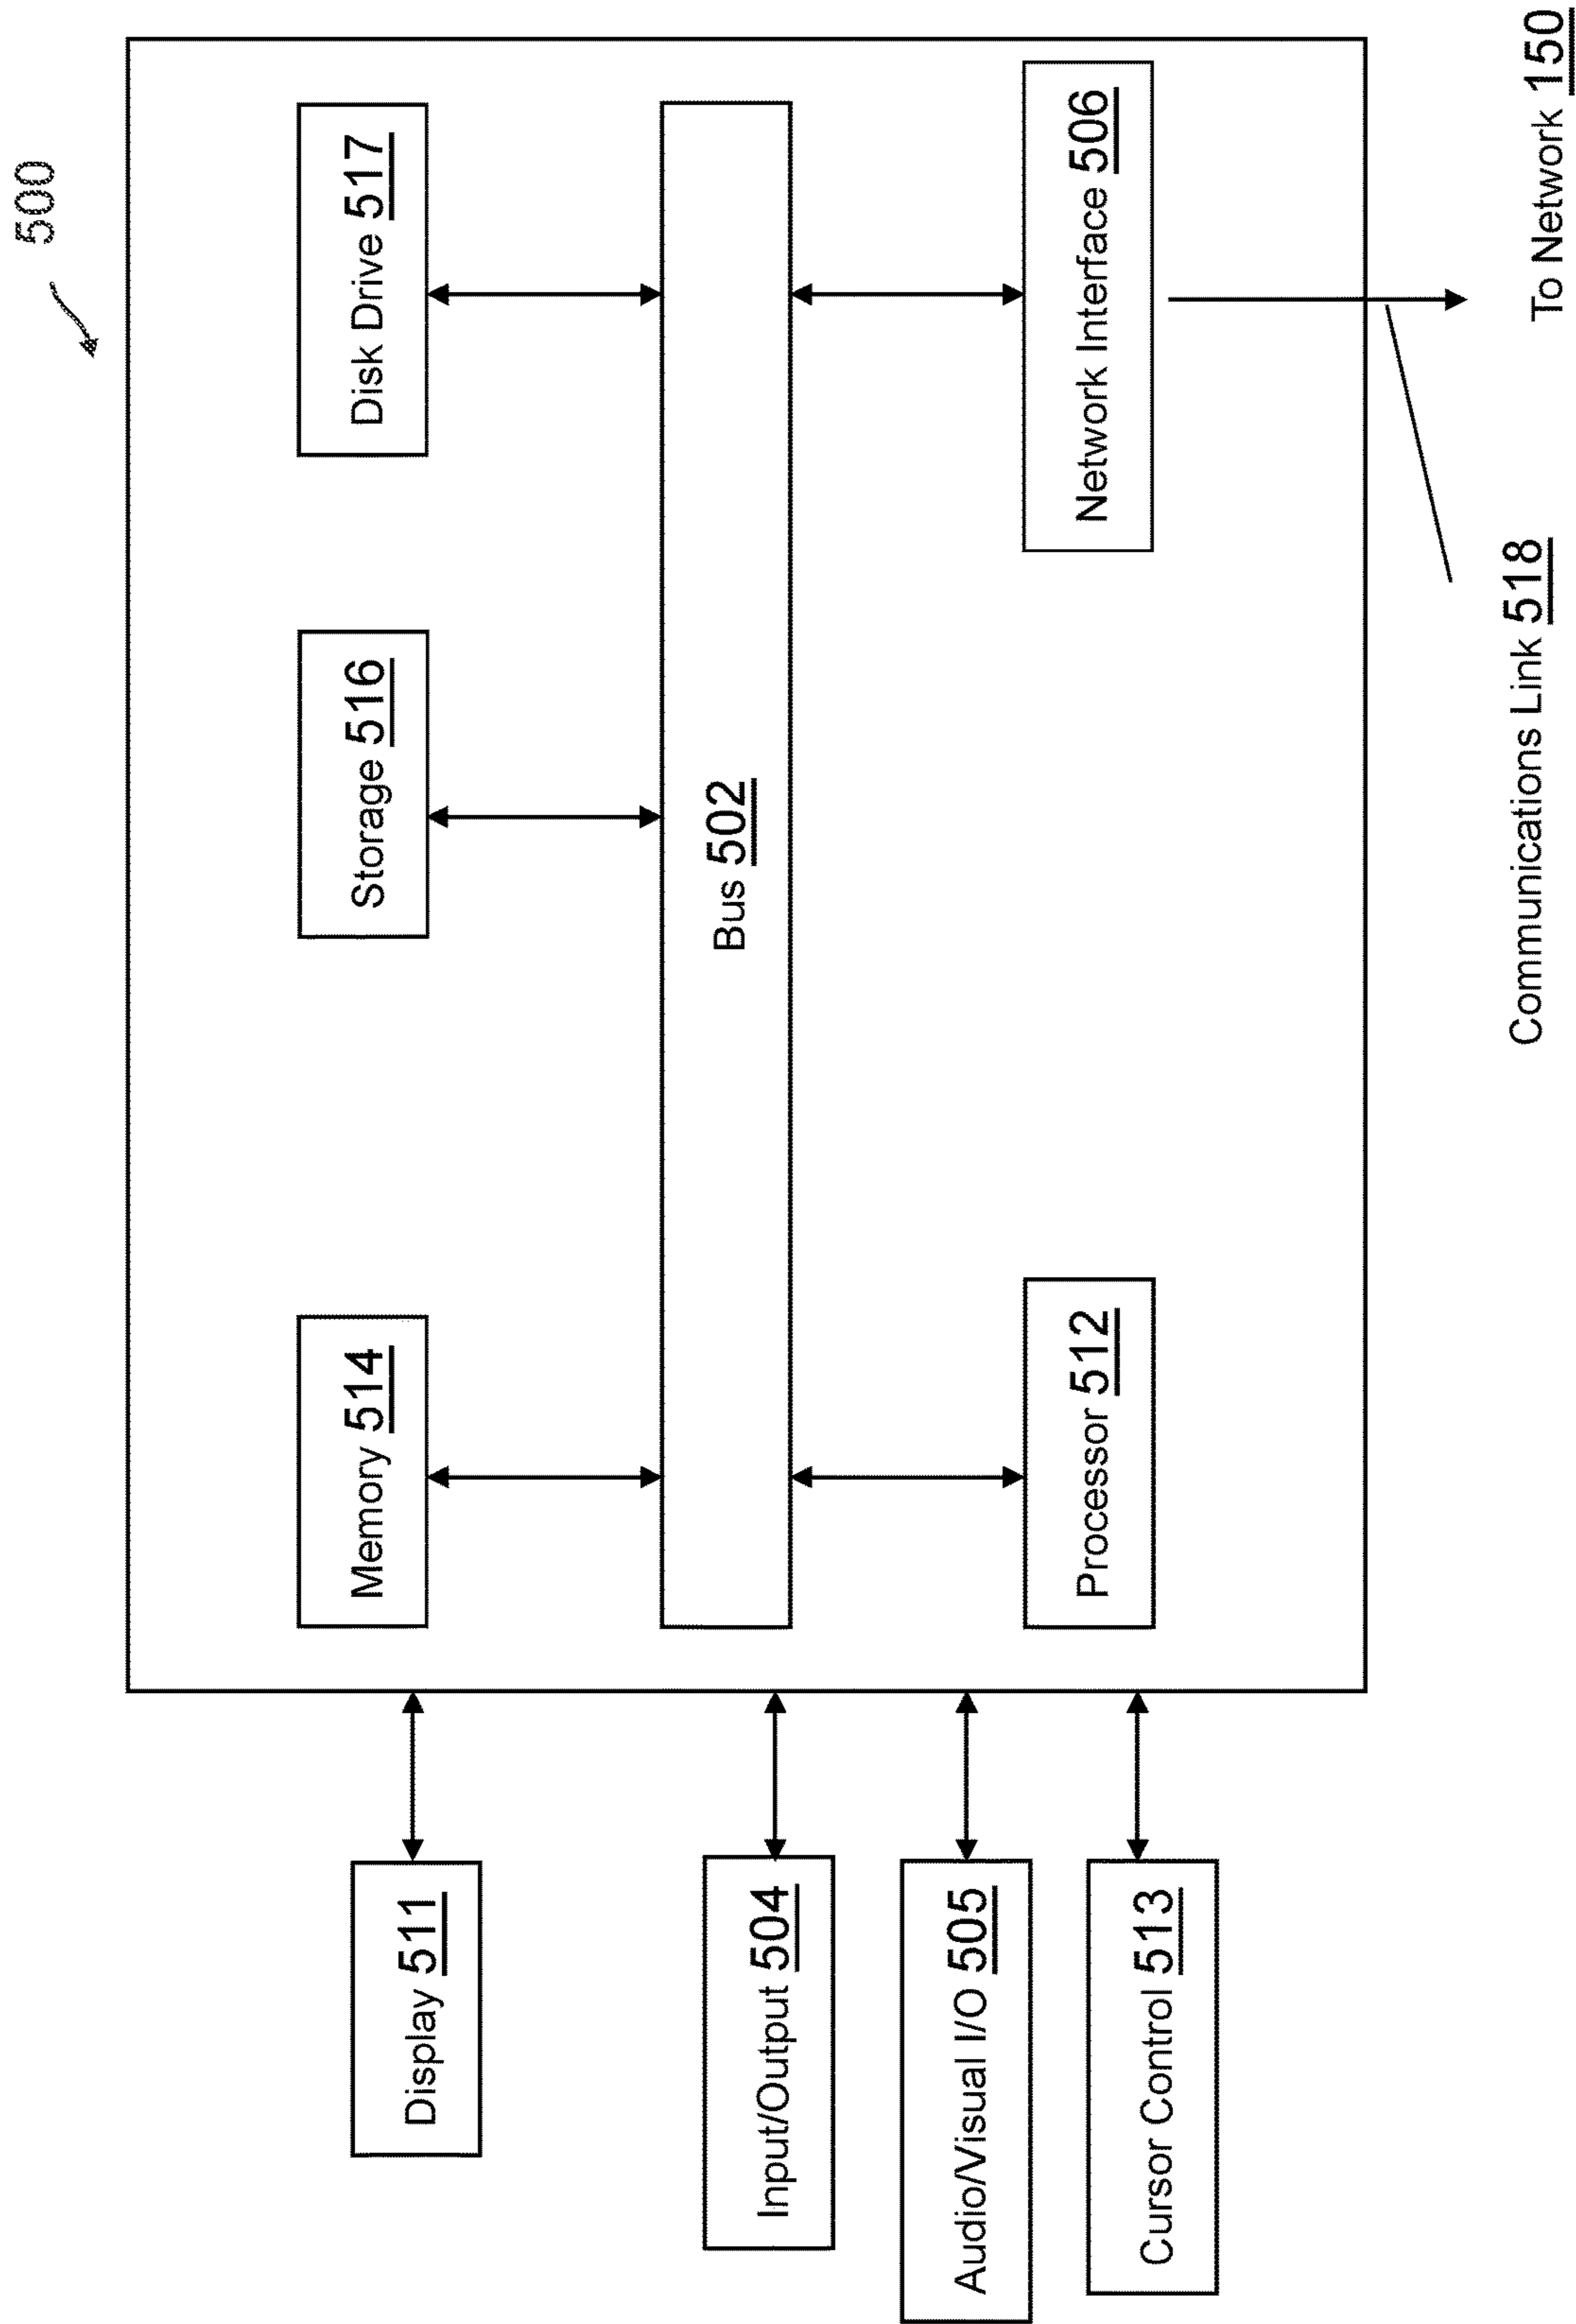 500
Display 511
Memory 514
Storage 516
Disk Drive 517
Input/Output 504
Bus 502
Audio/Visual I/O 505
Cursor Control 513
Processor 512
Network Interface 506
Communications Link 518
To Network 150